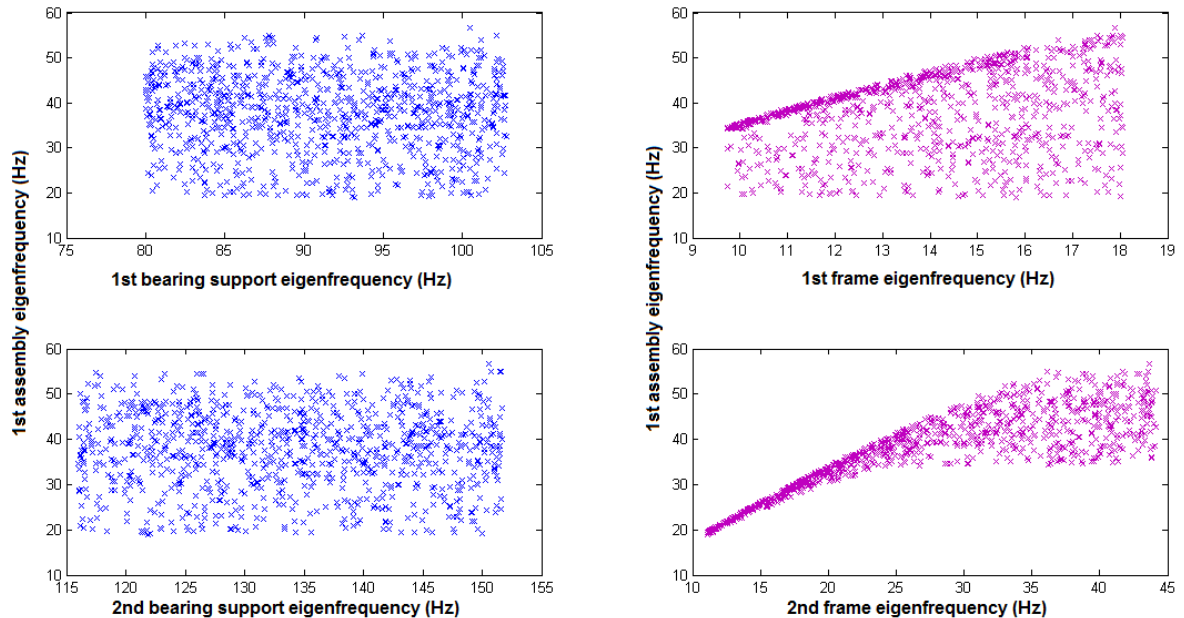 60
50
40
30
20
10
75 80 85 90 95 100 105
1st bearing support eigenfrequency (Hz)
60
50
40
30
20
10
9 10 11 12 13 14 15 16 17 18 19
1st frame eigenfrequency (Hz)
1st assembly eigenfrequency (Hz)
1st assembly eigenfrequency (Hz)
60
50
40
30
20
10
115 120 125 130 135 140 145 150 155
2nd bearing support eigenfrequency (Hz)
60
50
40
30
20
10
10 15 20 25 30 35 40 45
2nd frame eigenfrequency (Hz)